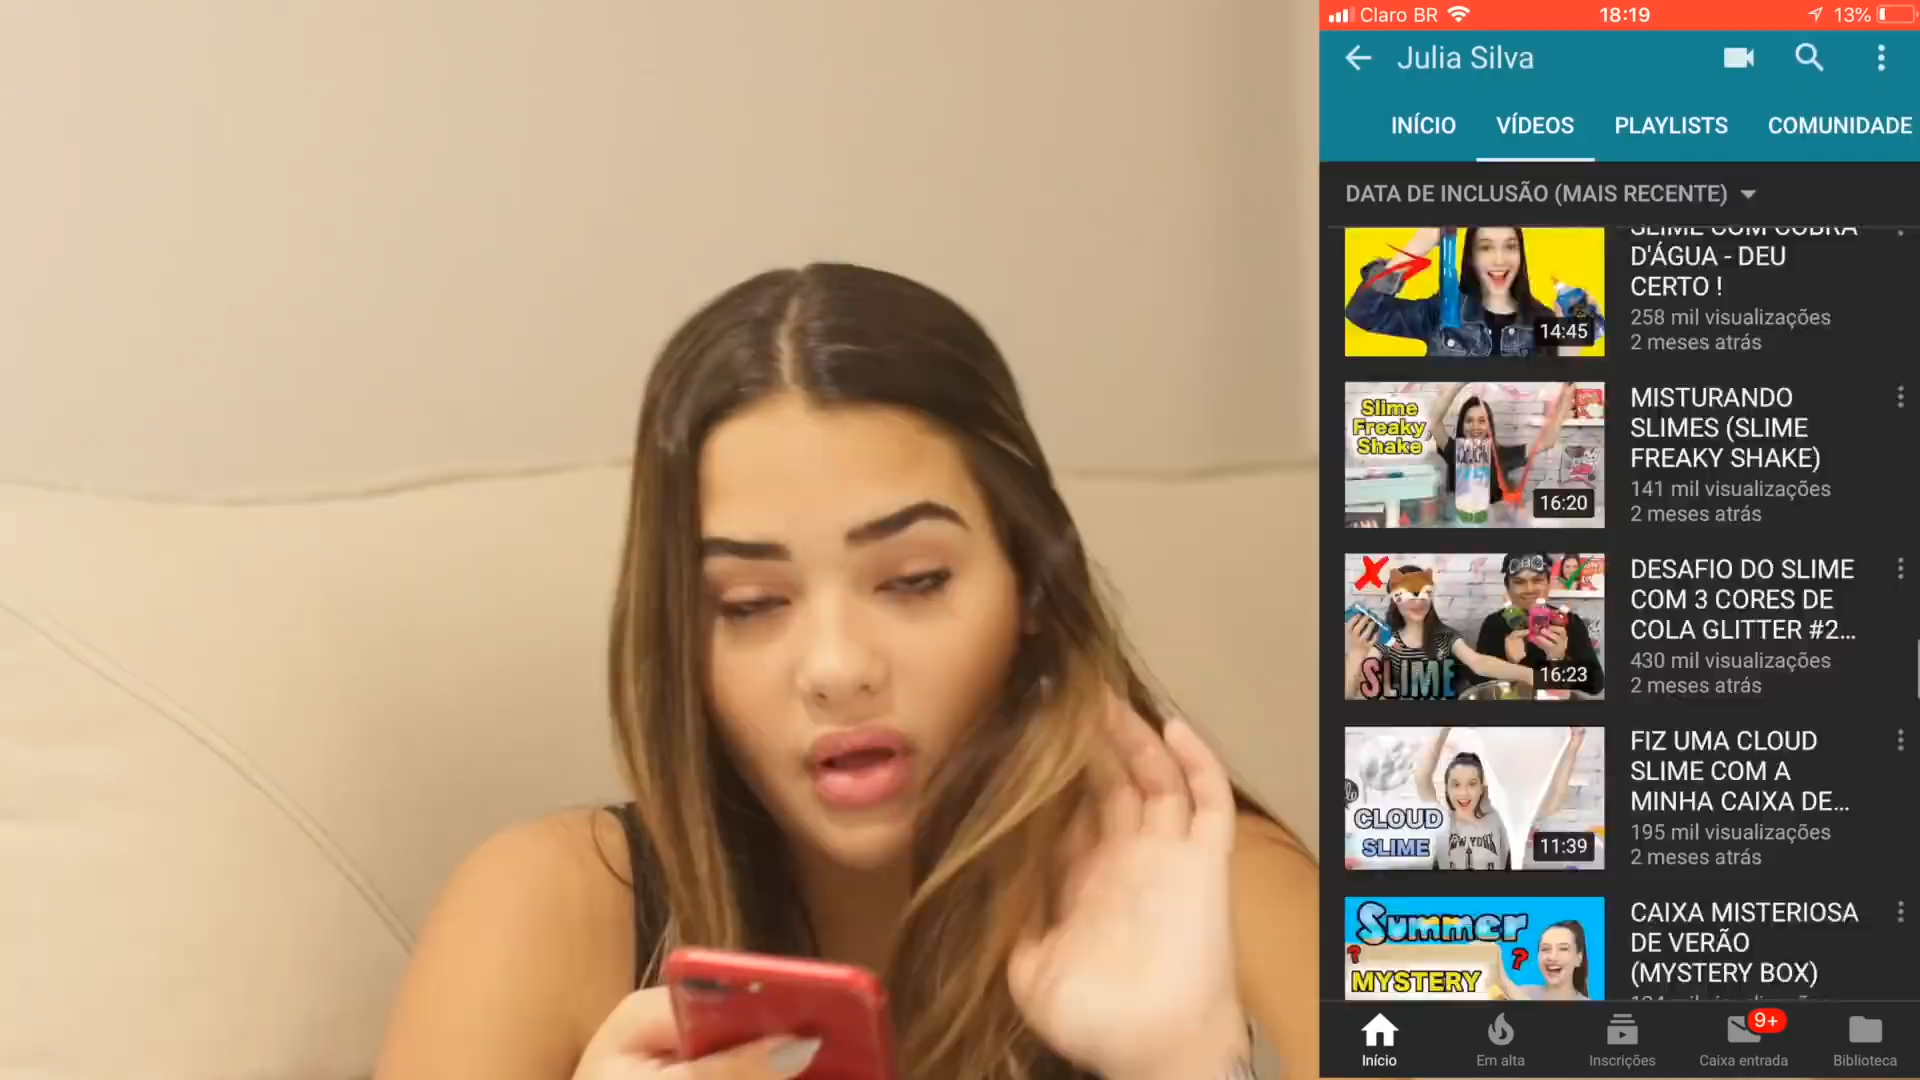 Claro BR
18:19
13%
Julia Silva
INÍCIO
VÍDEOS
PLAYLISTS
COMUNIDADE
DATA DE INCLUSÃO (MAIS RECENTE)
SLIME COM COBRA
D'ÁGUA - DEU
CERTO !
258 mil visualizações
2 meses atrás
14:45
Slime
Freaky
Shake
16:20
MISTURANDO
SLIMES (SLIME
FREAKY SHAKE)
141 mil visualizações
2 meses atrás
SLIME
16:23
DESAFIO DO SLIME
COM 3 CORES DE
COLA GLITTER #2...
430 mil visualizações
2 meses atrás
CLOUD
SLIME
NEW YORK
11:39
FIZ UMA CLOUD
SLIME COM A
MINHA CAIXA DE...
195 mil visualizações
2 meses atrás
Summer
? ?
MYSTERY
CAIXA MISTERIOSA
DE VERÃO
(MYSTERY BOX)
9+
Início
Em alta
Inscrições
Caixa entrada
Biblioteca